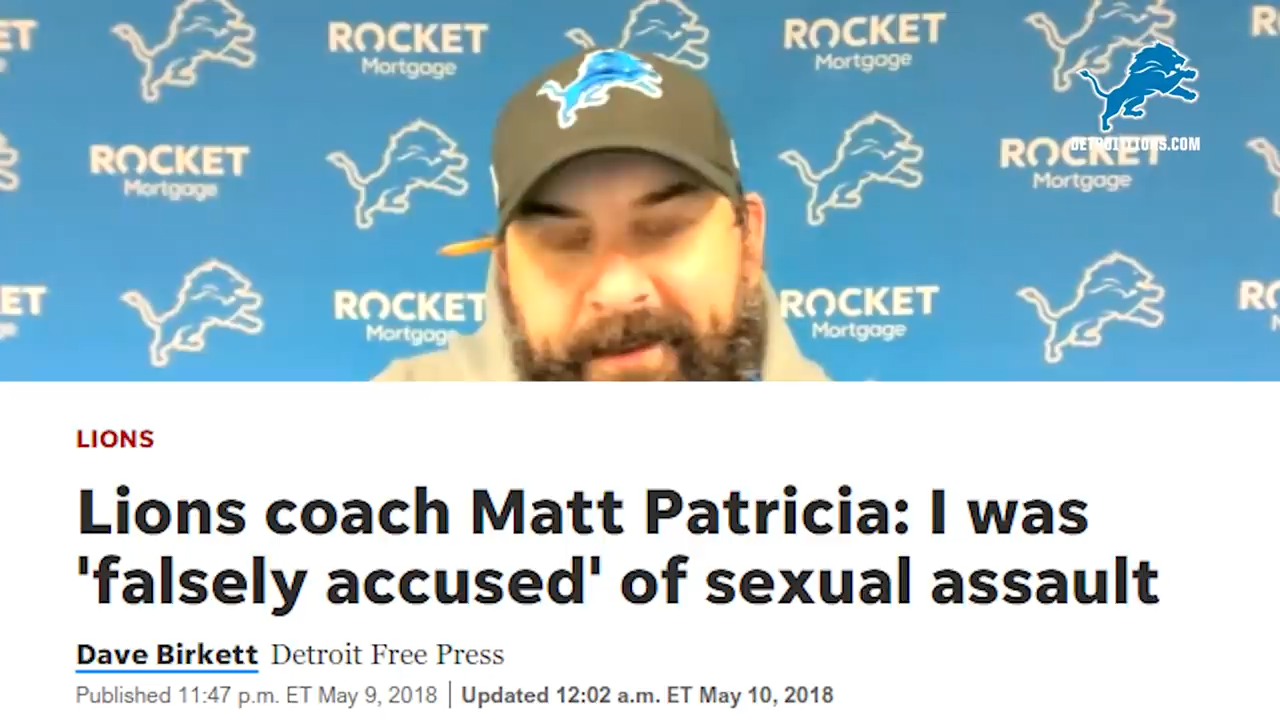 ROCKET
Mortgage
ROCKET
Mortgage
DETROITLIONS.COM
ROCKET
Mortgage
ROCKET
Mortgage
ROCKET
Mortgage
ROCKET
Mortgage
LIONS
Lions coach Matt Patricia: I was
'falsely accused' of sexual assault
Dave Birkett Detroit Free Press
Published 11:47 p.m. ET May 9, 2018 | Updated 12:02 a.m. ET May 10, 2018